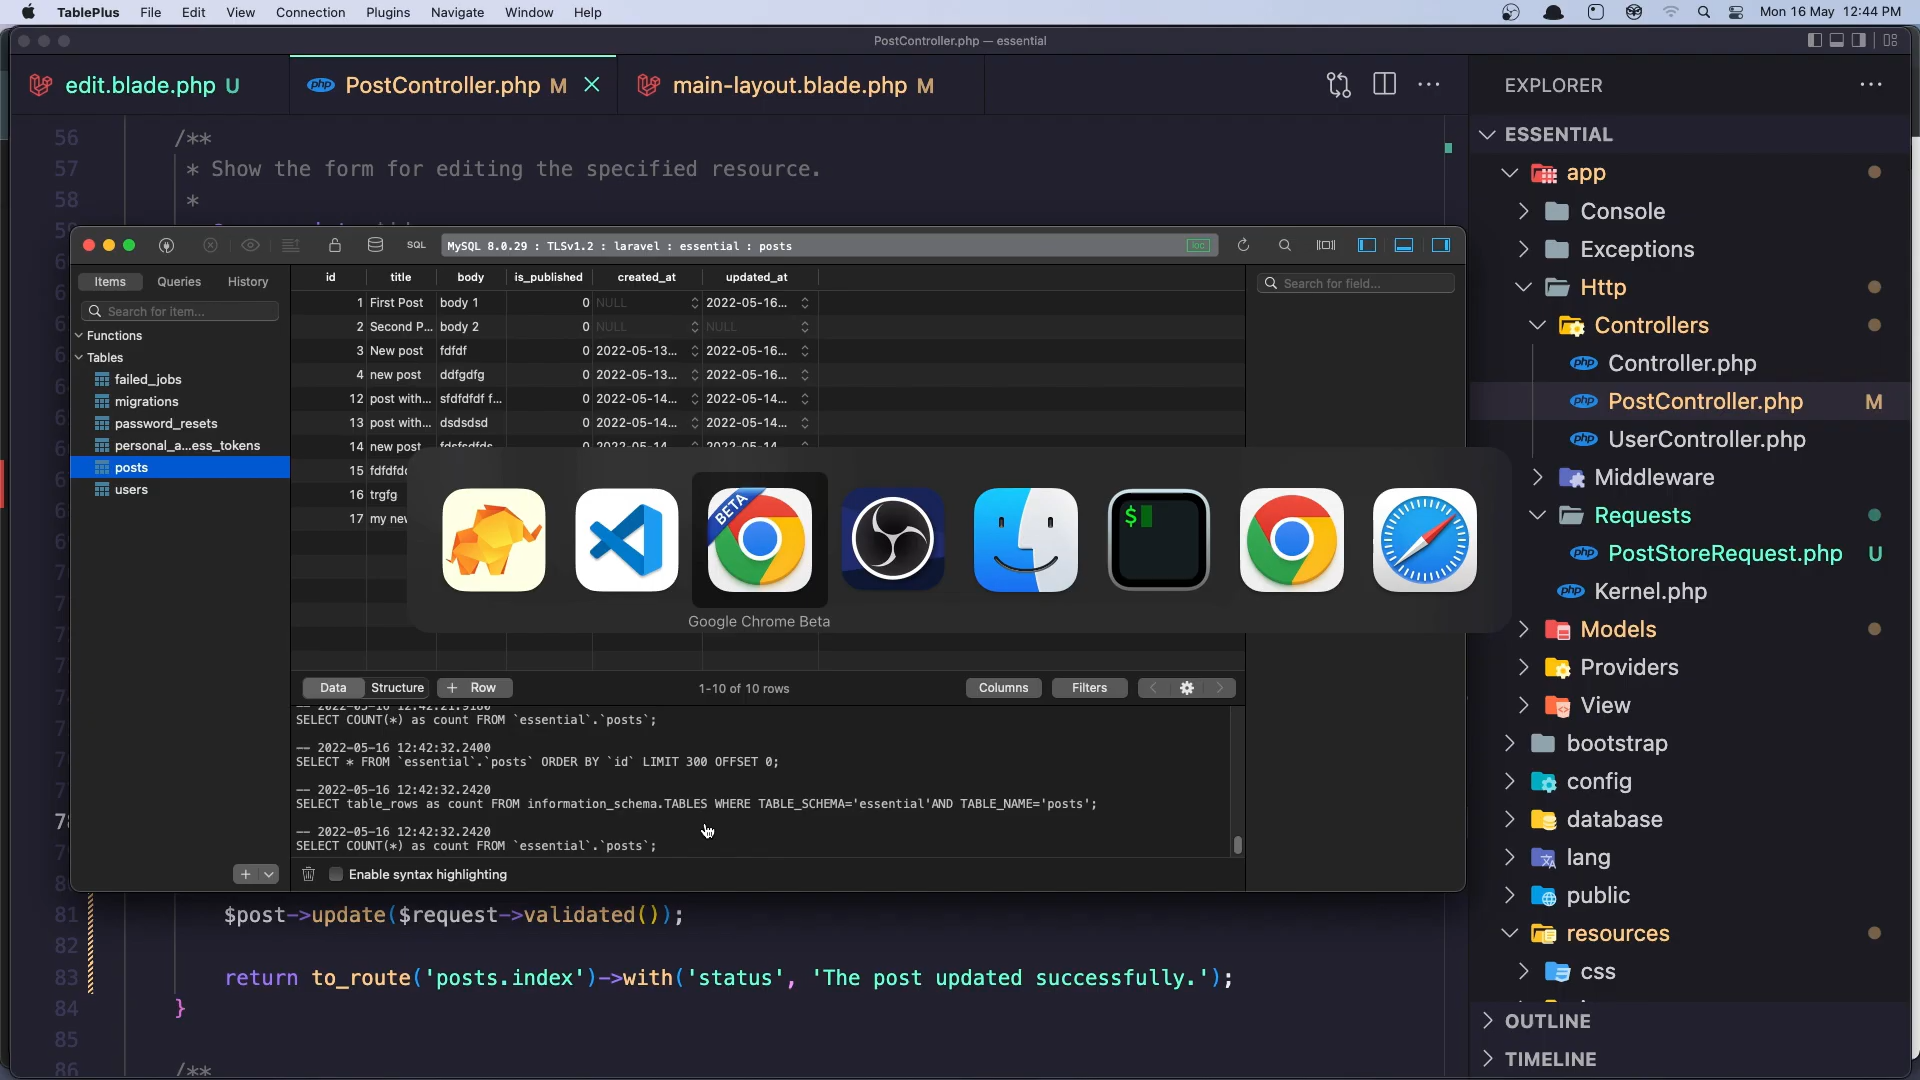 TablePlus File Edit View Connection Plugins Navigate Window Help Mon 16 May 12:44 PM
PostController.php — essential
edit.blade.php U
PostController.php M
main-layout.blade.php M
EXPLORER
56 /**
57 * Show the form for editing the specified resource.
58 *
MySQL 8.0.29 : TLSv1.2 : laravel : essential : posts
loc
SQL
Items Queries History
Search for item...
Functions
Tables
failed_jobs
migrations
password_resets
personal_a...ess_tokens
posts
users
id title body is_published created_at updated_at
1 First Post body 1 0 NULL 2022-05-16...
2 Second P... body 2 0 NULL NULL
3 New post fdfdf 0 2022-05-13... 2022-05-16...
4 new post ddfgdfg 0 2022-05-13... 2022-05-16...
12 post with... sfdfdfdf f... 0 2022-05-14... 2022-05-14...
13 post with... dsdsdsd 0 2022-05-14... 2022-05-14...
14 new post fdsfsdfds 0 2022-05-14 2022-05-14
15
16 trgfg
17 my
Search for field...
BETA
$
Google Chrome Beta
Data Structure + Row 1-10 of 10 rows Columns Filters
SELECT COUNT(*) as count FROM `essential`.`posts`;
-- 2022-05-16 12:42:32.2400
SELECT * FROM `essential`.`posts` ORDER BY `id` LIMIT 300 OFFSET 0;
-- 2022-05-16 12:42:32.2420
SELECT table_rows as count FROM information_schema.TABLES WHERE TABLE_SCHEMA='essential'AND TABLE_NAME='posts';
-- 2022-05-16 12:42:32.2420
SELECT COUNT(*) as count FROM `essential`.`posts`;
Enable syntax highlighting
81 $post->update($request->validated());
82
83 return to_route('posts.index')->with('status', 'The post updated successfully.');
84 }
85
86 /**
ESSENTIAL
app
Console
Exceptions
Http
Controllers
Controller.php
PostController.php M
UserController.php
Middleware
Requests
PostStoreRequest.php U
Kernel.php
Models
Providers
View
bootstrap
config
database
lang
public
resources
css
OUTLINE
TIMELINE